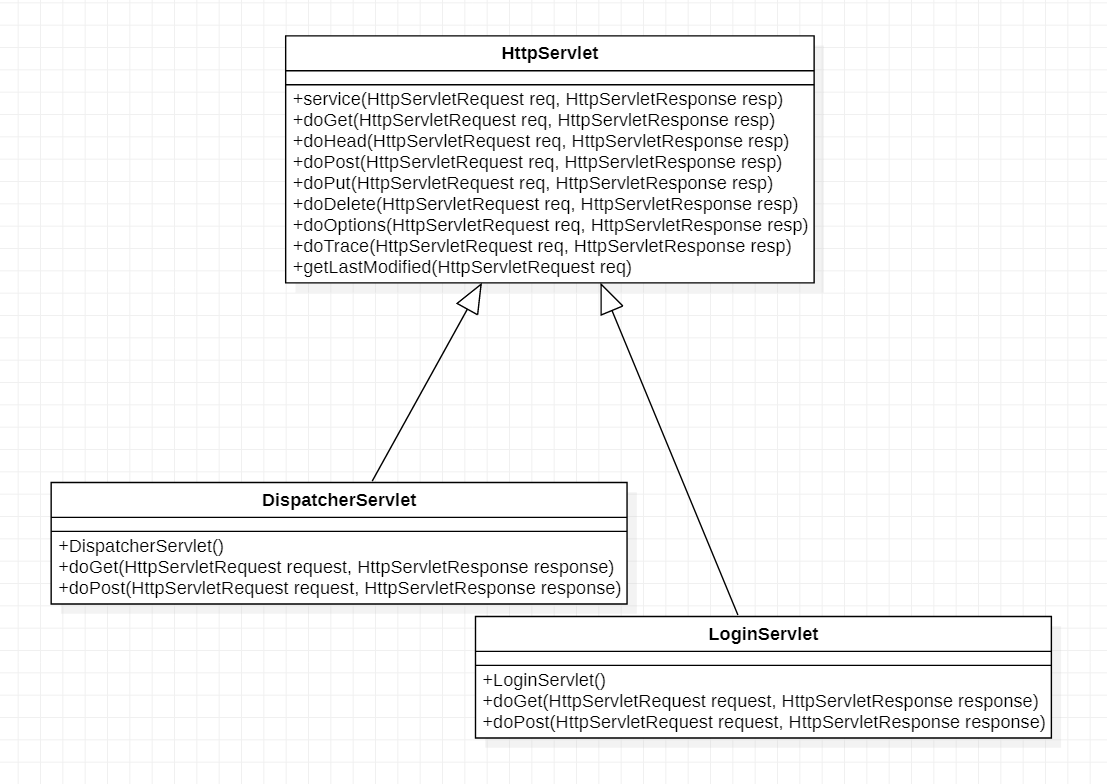 HttpServlet
+service(HttpServletRequest req, HttpServletResponse resp)
+doGet(HttpServletRequest req, HttpServletResponse resp)
+doHead(HttpServletRequest req, HttpServletResponse resp)
+doPost(HttpServletRequest req, HttpServletResponse resp)
+doPut(HttpServletRequest req, HttpServletResponse resp)
+doDelete(HttpServletRequest req, HttpServletResponse resp)
+doOptions(HttpServletRequest req, HttpServletResponse resp)
+doTrace(HttpServletRequest req, HttpServletResponse resp)
+getLastModified(HttpServletRequest req)
DispatcherServlet
+DispatcherServlet()
+doGet(HttpServletRequest request, HttpServletResponse response)
+doPost(HttpServletRequest request, HttpServletResponse response)
LoginServlet
+LoginServlet()
+doGet(HttpServletRequest request, HttpServletResponse response)
+doPost(HttpServletRequest request, HttpServletResponse response)